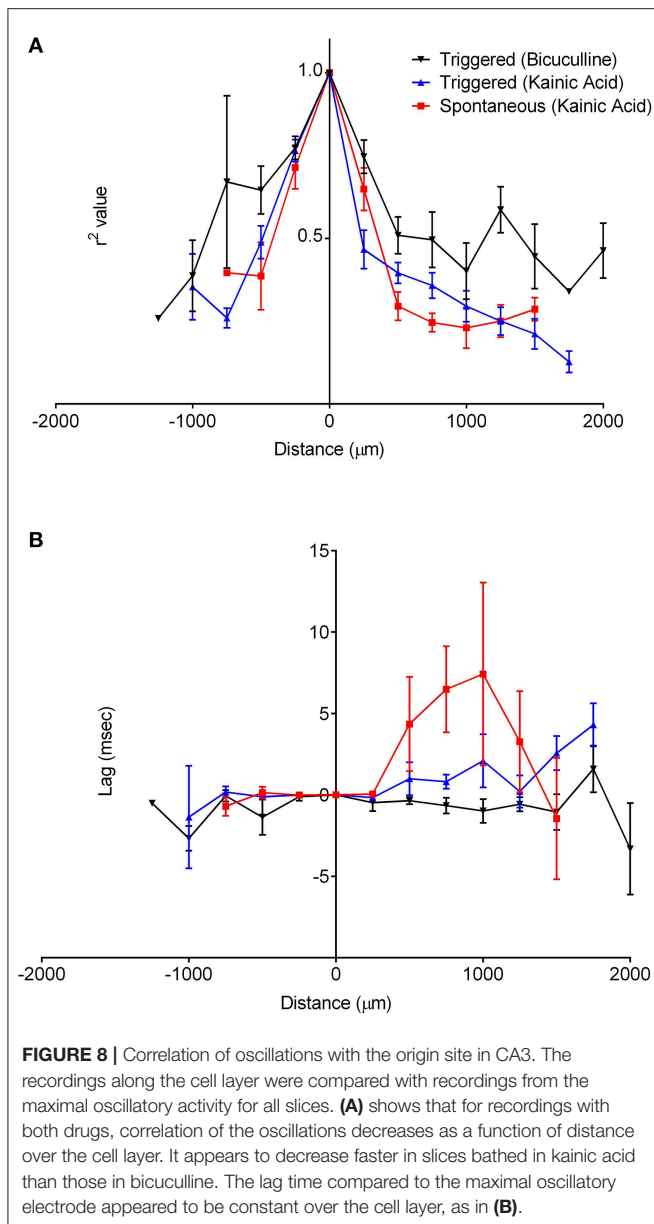 A
Triggered (Bicuculline)
Triggered (Kainic Acid)
Spontaneous (Kainic Acid)
1.0
0.5
r² value
-2000
-1000
0
1000
2000
Distance (μm)
B
15
10
5
0
-5
Lag (msec)
-2000
-1000
0
1000
2000
Distance (μm)
FIGURE 8 | Correlation of oscillations with the origin site in CA3. The
recordings along the cell layer were compared with recordings from the
maximal oscillatory activity for all slices. (A) shows that for recordings with
both drugs, correlation of the oscillations decreases as a function of distance
over the cell layer. It appears to decrease faster in slices bathed in kainic acid
than those in bicuculline. The lag time compared to the maximal oscillatory
electrode appeared to be constant over the cell layer, as in (B).